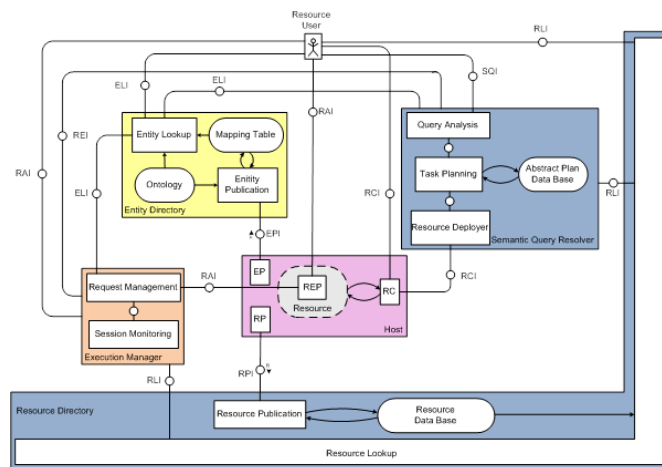 Resource
User
RLI
ELI
SQI
ELI
REI
RAI
Entity Lookup
Mapping Table
Query Analysis
RAI
Ontology
Enitity
Publication
Task Planning
Abstract Plan
Data Base
ELI
RCI
RLI
Entity Directory
Resource Deployer
Semantic Query Resolver
EPI
EP
RCI
Request Management
RAI
REP
RC
Resource
RP
Session Monitoring
Host
Execution Manager
RLI
RPI
Resource Directory
Resource Publication
Resource
Data Base
Resource Lookup